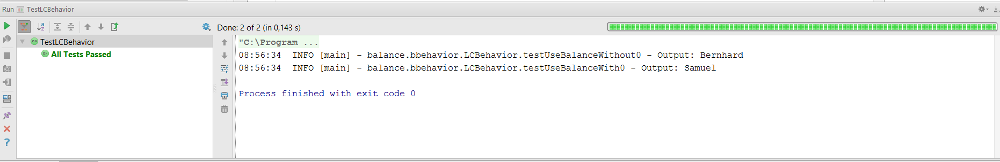 Run TestLCBehavior
Done: 2 of 2 (in 0,143 s)
TestLCBehavior
All Tests Passed
"C:\Program ...
08:56:34  INFO [main] - balance.bbehavior.LCBehavior.testUseBalanceWithout0 - Output: Bernhard
08:56:34  INFO [main] - balance.bbehavior.LCBehavior.testUseBalanceWith0 - Output: Samuel
Process finished with exit code 0